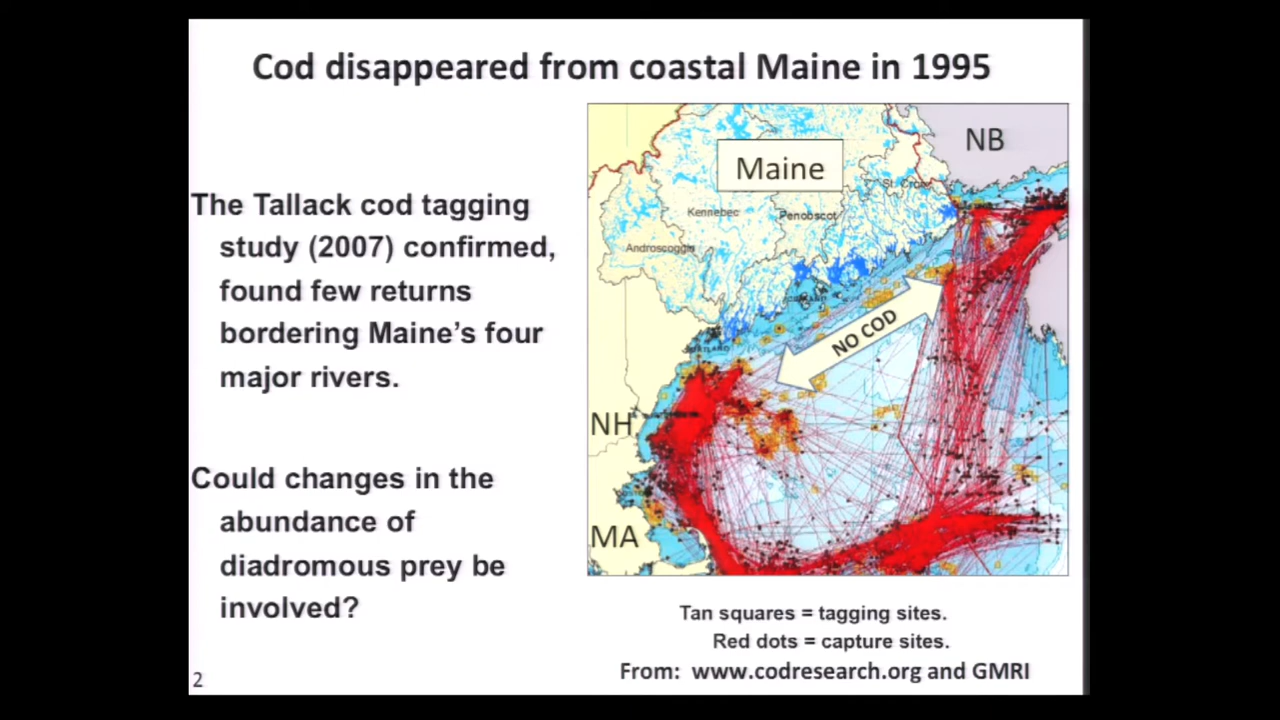 Cod disappeared from coastal Maine in 1995
The Tallack cod tagging
study (2007) confirmed,
found few returns
bordering Maine's four
major rivers.
Could changes in the
abundance of
diadromous prey be
involved?
NB
Maine
St. Croix
Kennebec
Penobscot
Androscoggin
NO COD
NH
MA
Tan squares = tagging sites.
Red dots = capture sites.
From: www.codresearch.org and GMRI
2